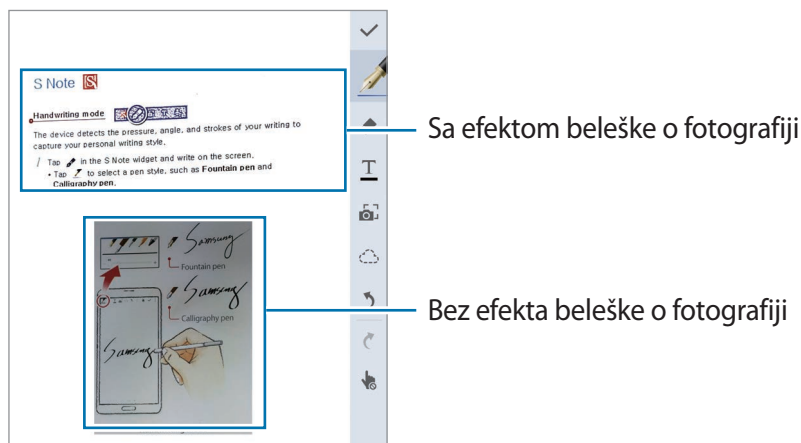 S Note
Handwriting mode
The device detects the pressure, angle, and strokes of your writing to
capture your personal writing style.
1 Tap in the S Note widget and write on the screen.
• Tap to select a pen style, such as Fountain pen and
Calligraphy pen.
Sa efektom beleške o fotografiji
T
Samsung
Fountain pen
Samsung
Calligraphy pen
Samsung
Bez efekta beleške o fotografiji